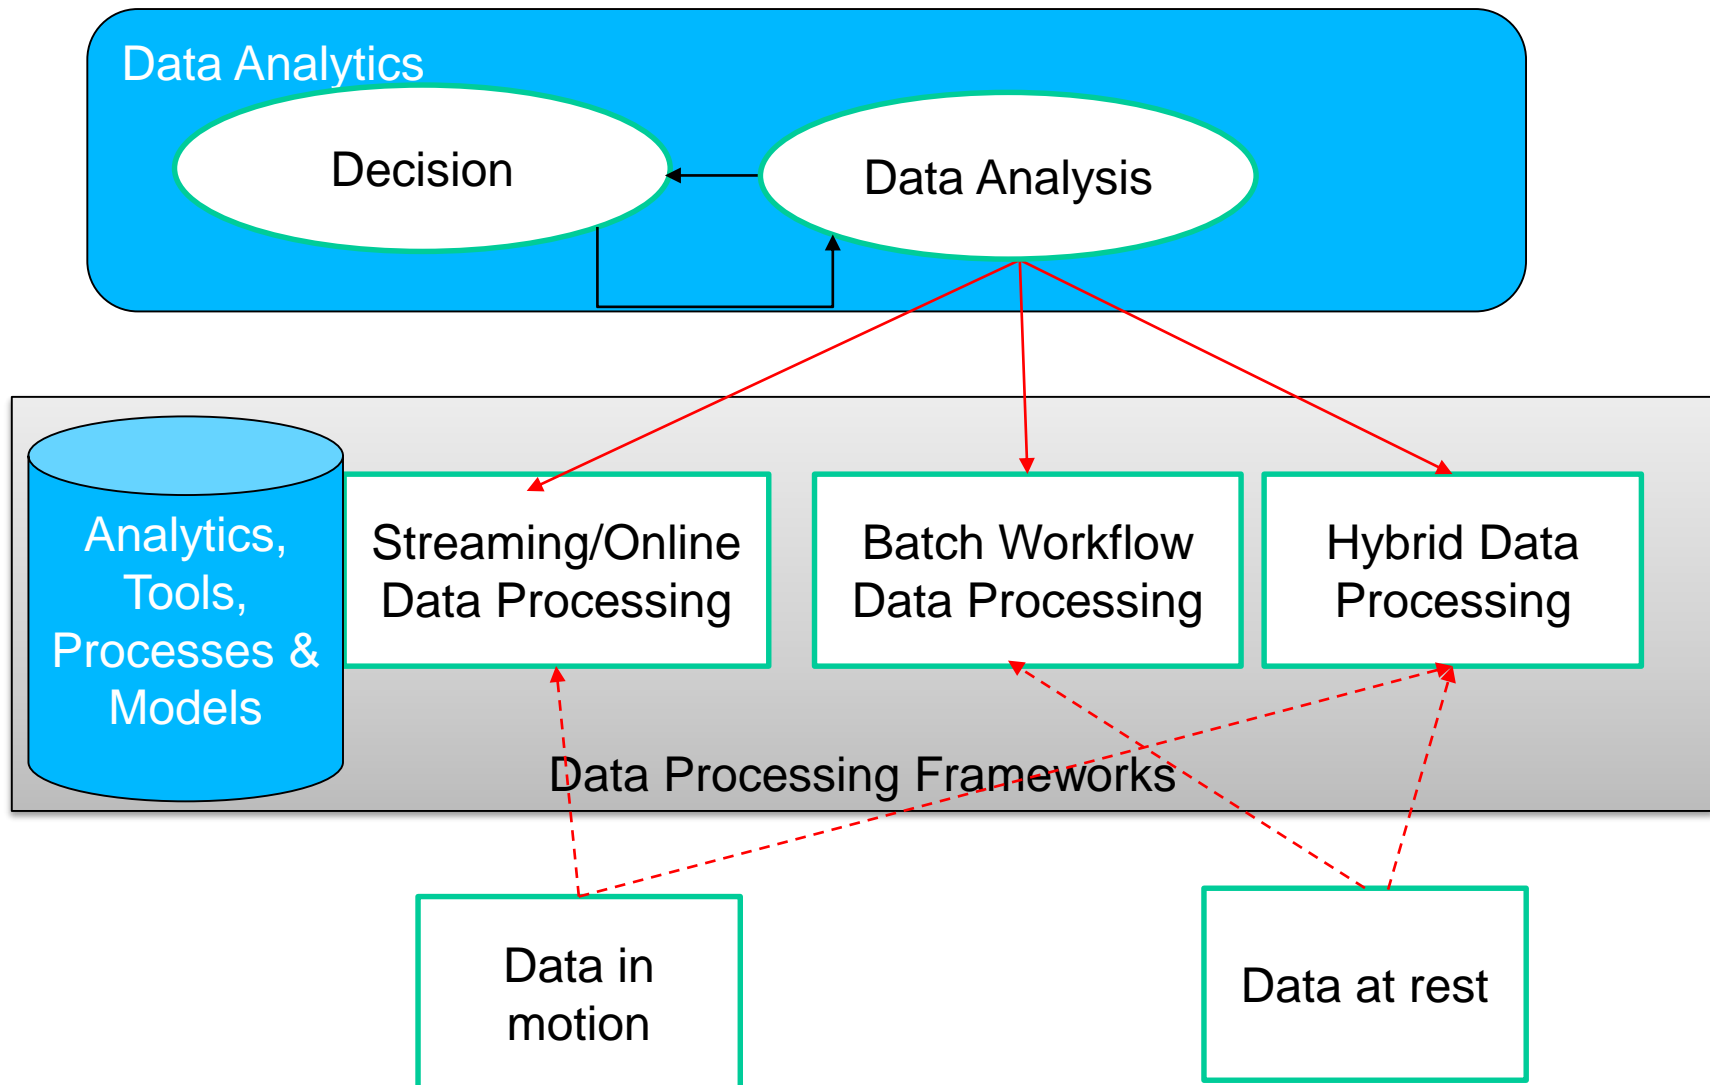 Data Analytics
Decision
Data Analysis
Analytics,
Tools,
Processes &
Models
Streaming/Online
Data Processing
Batch Workflow
Data Processing
Hybrid Data
Processing
Data Processing Frameworks
Data in
motion
Data at rest